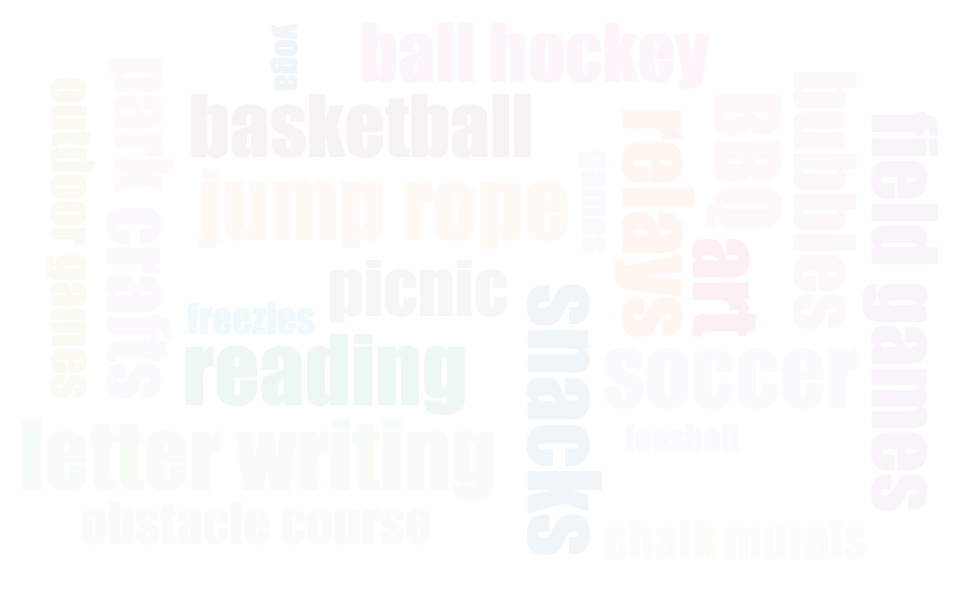 yoga
ball hockey
outdoor games
park crafts
basketball
relays
BBQ
bubbles
field games
games
jump rope
art
picnic
snacks
freezies
reading
soccer
letter writing
foosball
obstacle course
chalk murals